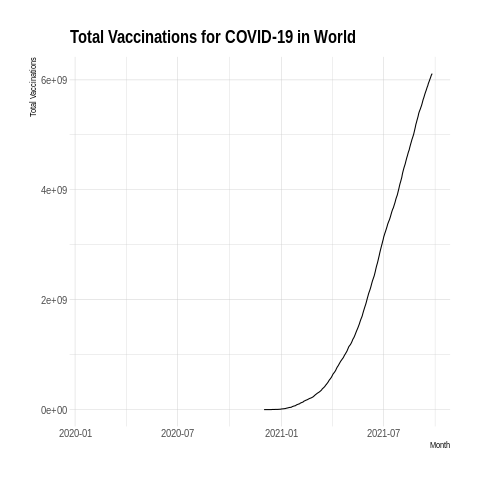 Total Vaccinations for COVID-19 in World
Total Vaccinations
6e+09
4e+09
2e+09
0e+00
2020-01 2020-07 2021-01 2021-07
Month